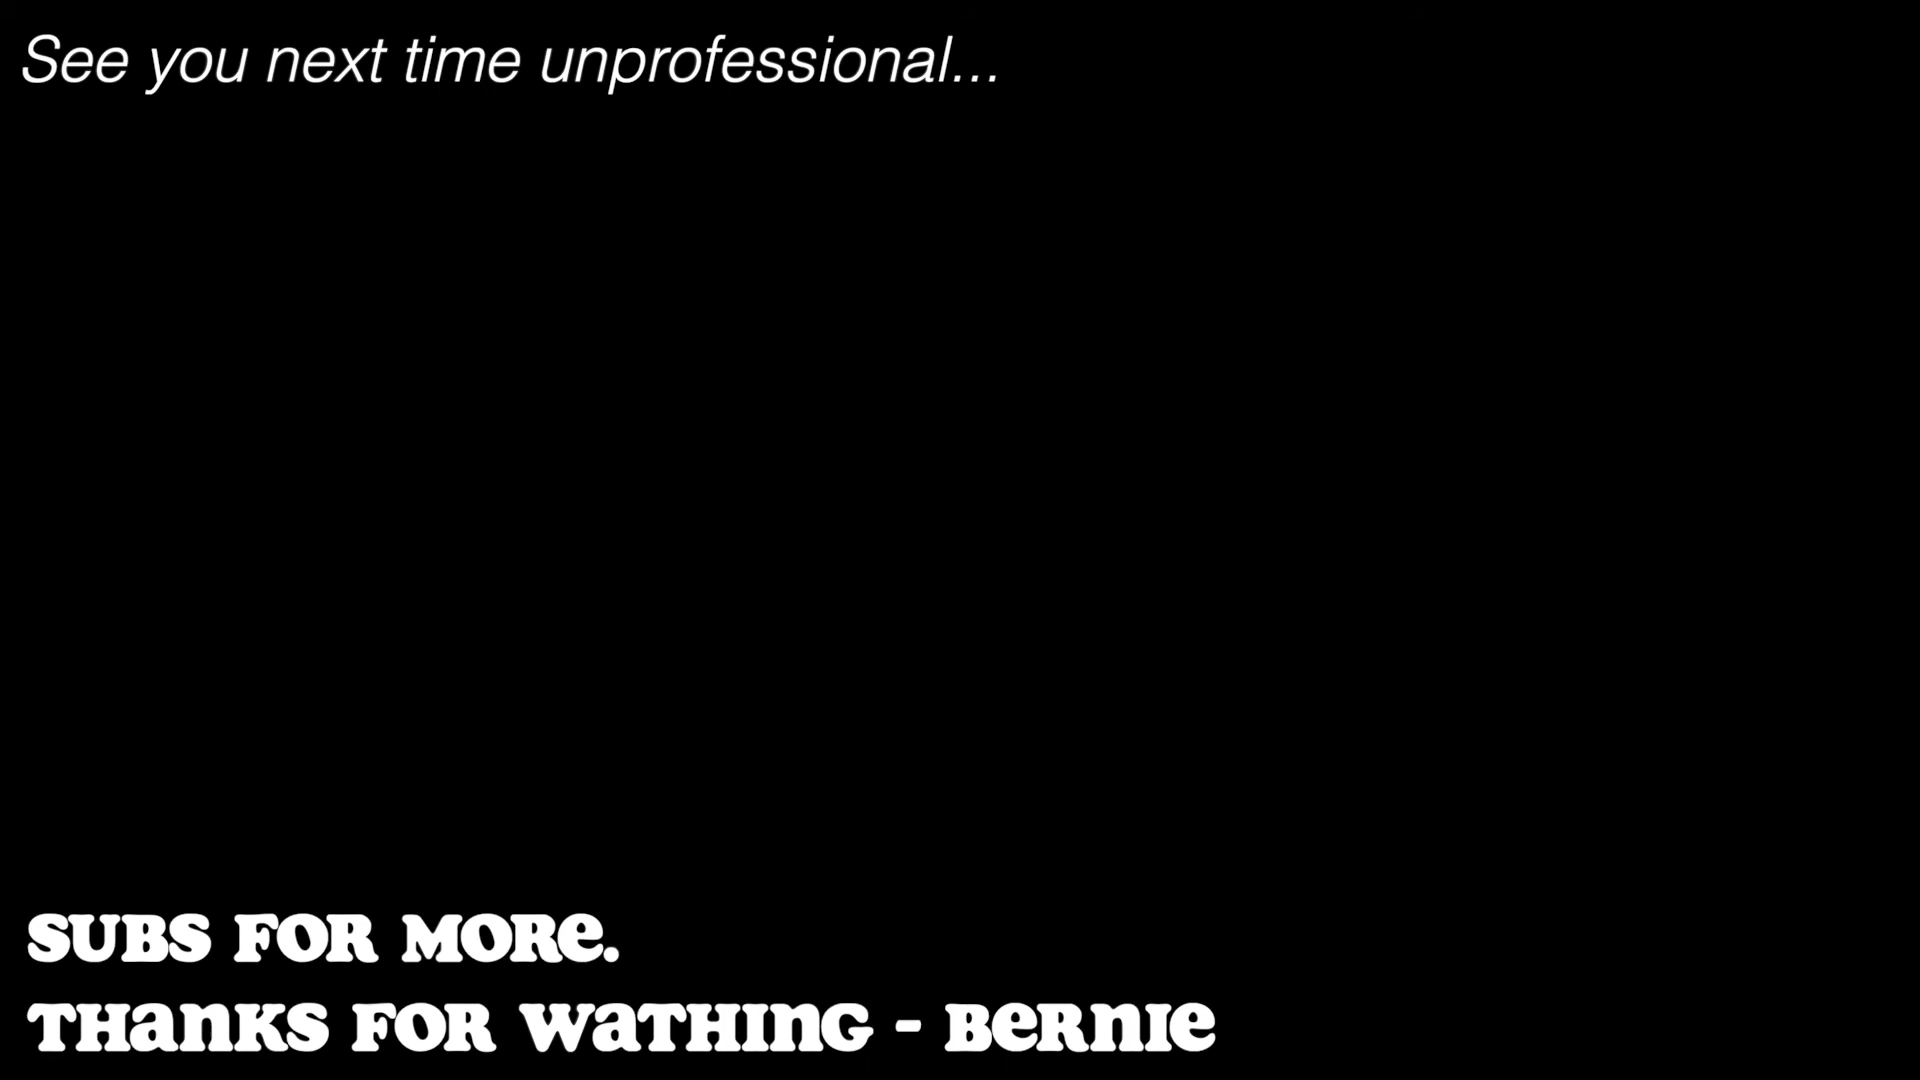 See you next time unprofessional...
SUBS FOR MORe.
THanKS FOR WaTHInG - BeRnIe